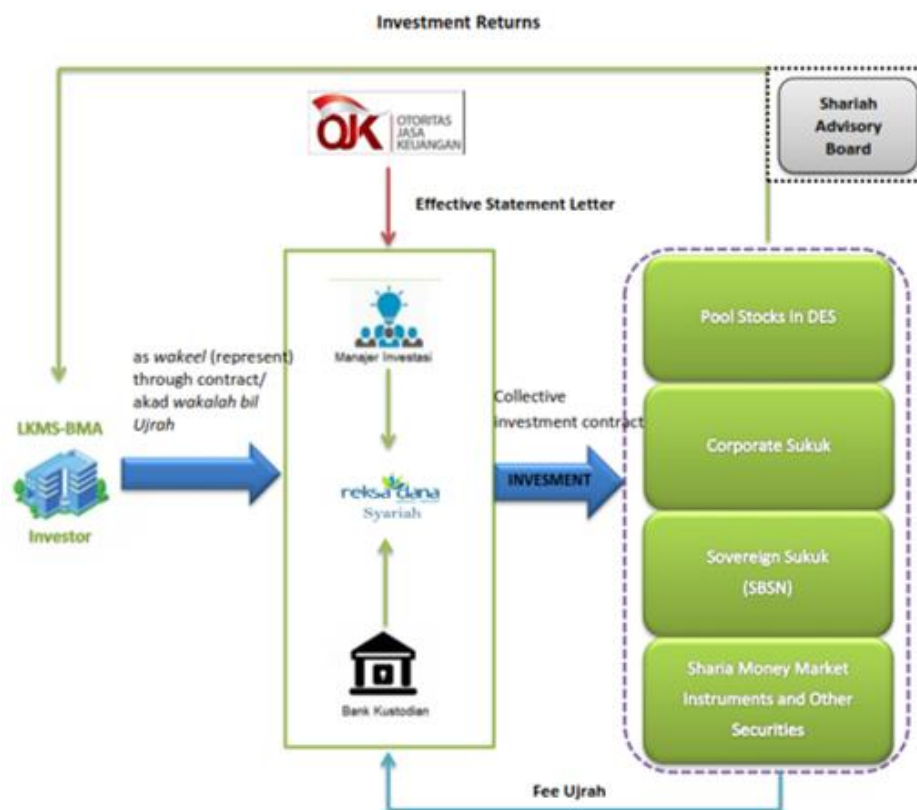 Investment Returns
Shariah
Advisory
Board
OJK
OTORITAS
JASA
KEUANGAN
Effective Statement Letter
Manajer Investasi
as wakeel (represent)
through contract/
akad wakalah bil
Ujrah
LKMS-BMA
Investor
reksa dana
Syariah
Bank Kustodian
Collective
investment contract
INVESMENT
Pool Stocks in DES
Corporate Sukuk
Sovereign Sukuk
(SBSN)
Sharia Money Market
Instruments and Other
Securities
Fee Ujrah